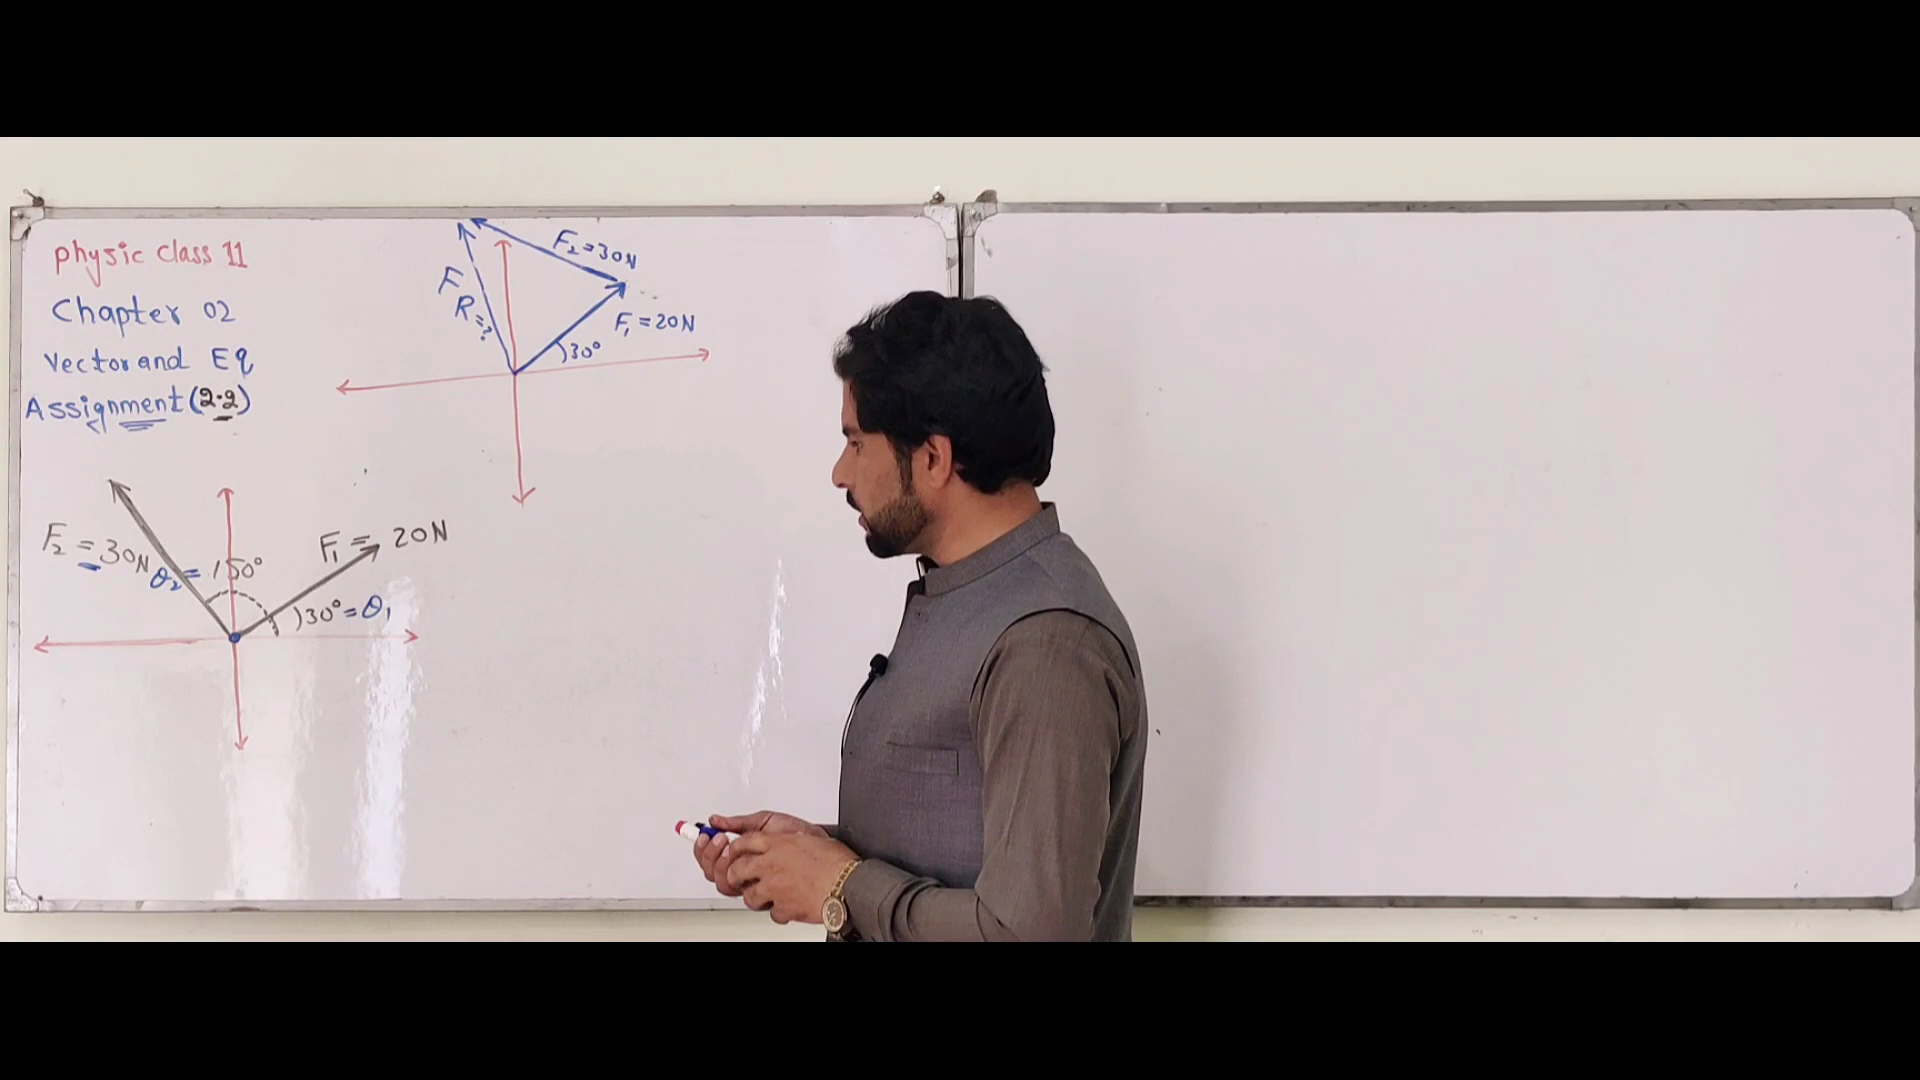 physic class 11
Chapter 02
Vector and Eq
Assignment (2.2)
F₂=30N
F
R=?
F₁=20N
30°
F₂=30N
θ₂=150°
F₁= 20N
30°=θ₁